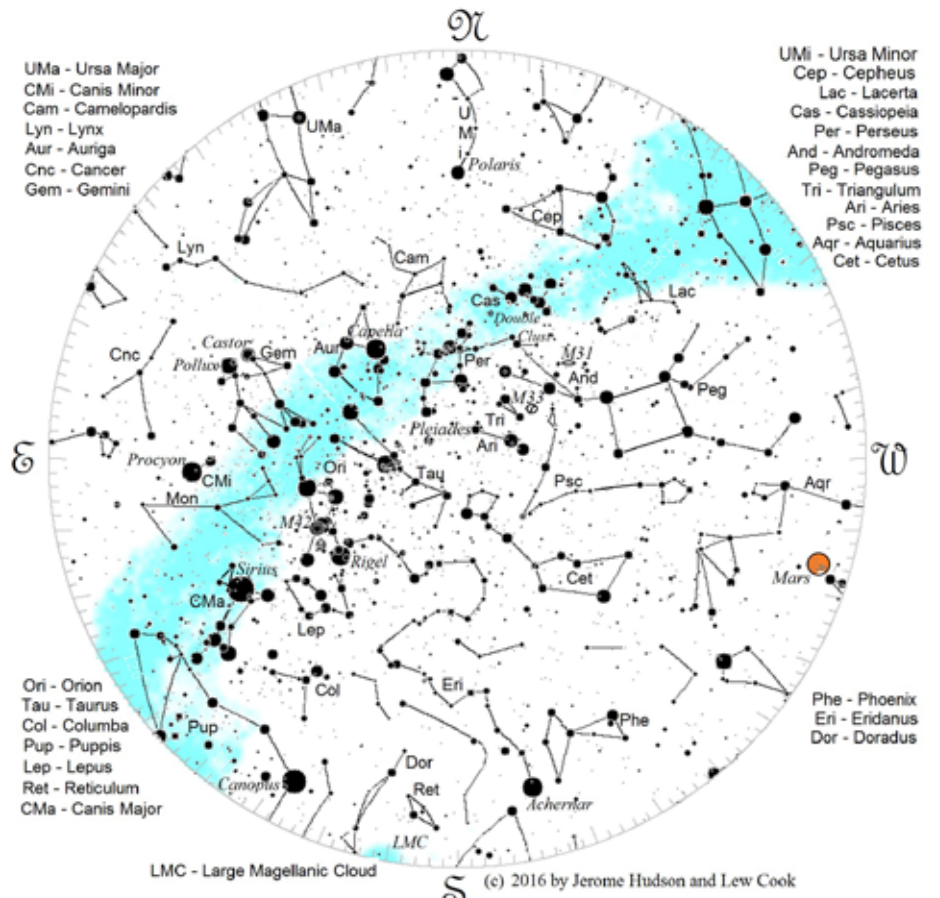 N
UMa - Ursa Major
CMi - Canis Minor
Cam - Camelopardis
Lyn - Lynx
Aur - Auriga
Cnc - Cancer
Gem - Gemini
UMi - Ursa Minor
Cep - Cepheus
Lac - Lacerta
Cas - Cassiopeia
Per - Perseus
And - Andromeda
Peg - Pegasus
Tri - Triangulum
Ari - Aries
Psc - Pisces
Aqr - Aquarius
Cet - Cetus
UMa
UMi
Polaris
Cep
Lyn
Cam
Lac
Cas
Double
Clust
Capella
Aur
Per
Castor
Gem
Pollux
Cnc
M31
And
M33
Peg
Tri
Pleiades
Ari
E
W
Procyon
CMi
Ori
Tau
Psc
Aqr
Mon
M42
Rigel
Cet
Mars
Sirius
CMa
Lep
Col
Eri
Pup
Phe
Dor
Canopus
Ret
Achernar
LMC
Ori - Orion
Tau - Taurus
Col - Columba
Pup - Puppis
Lep - Lepus
Ret - Reticulum
CMa - Canis Major
Phe - Phoenix
Eri - Eridanus
Dor - Doradus
LMC - Large Magellanic Cloud
S
(c) 2016 by Jerome Hudson and Lew Cook